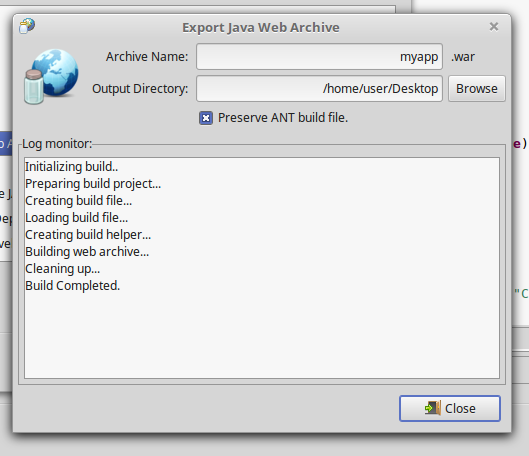 Export Java Web Archive
Archive Name: myapp .war
Output Directory: /home/user/Desktop Browse
Preserve ANT build file.
Log monitor:
Initializing build..
Preparing build project...
Creating build file...
Loading build file...
Creating build helper...
Building web archive...
Cleaning up...
Build Completed.
Close
e)
"C